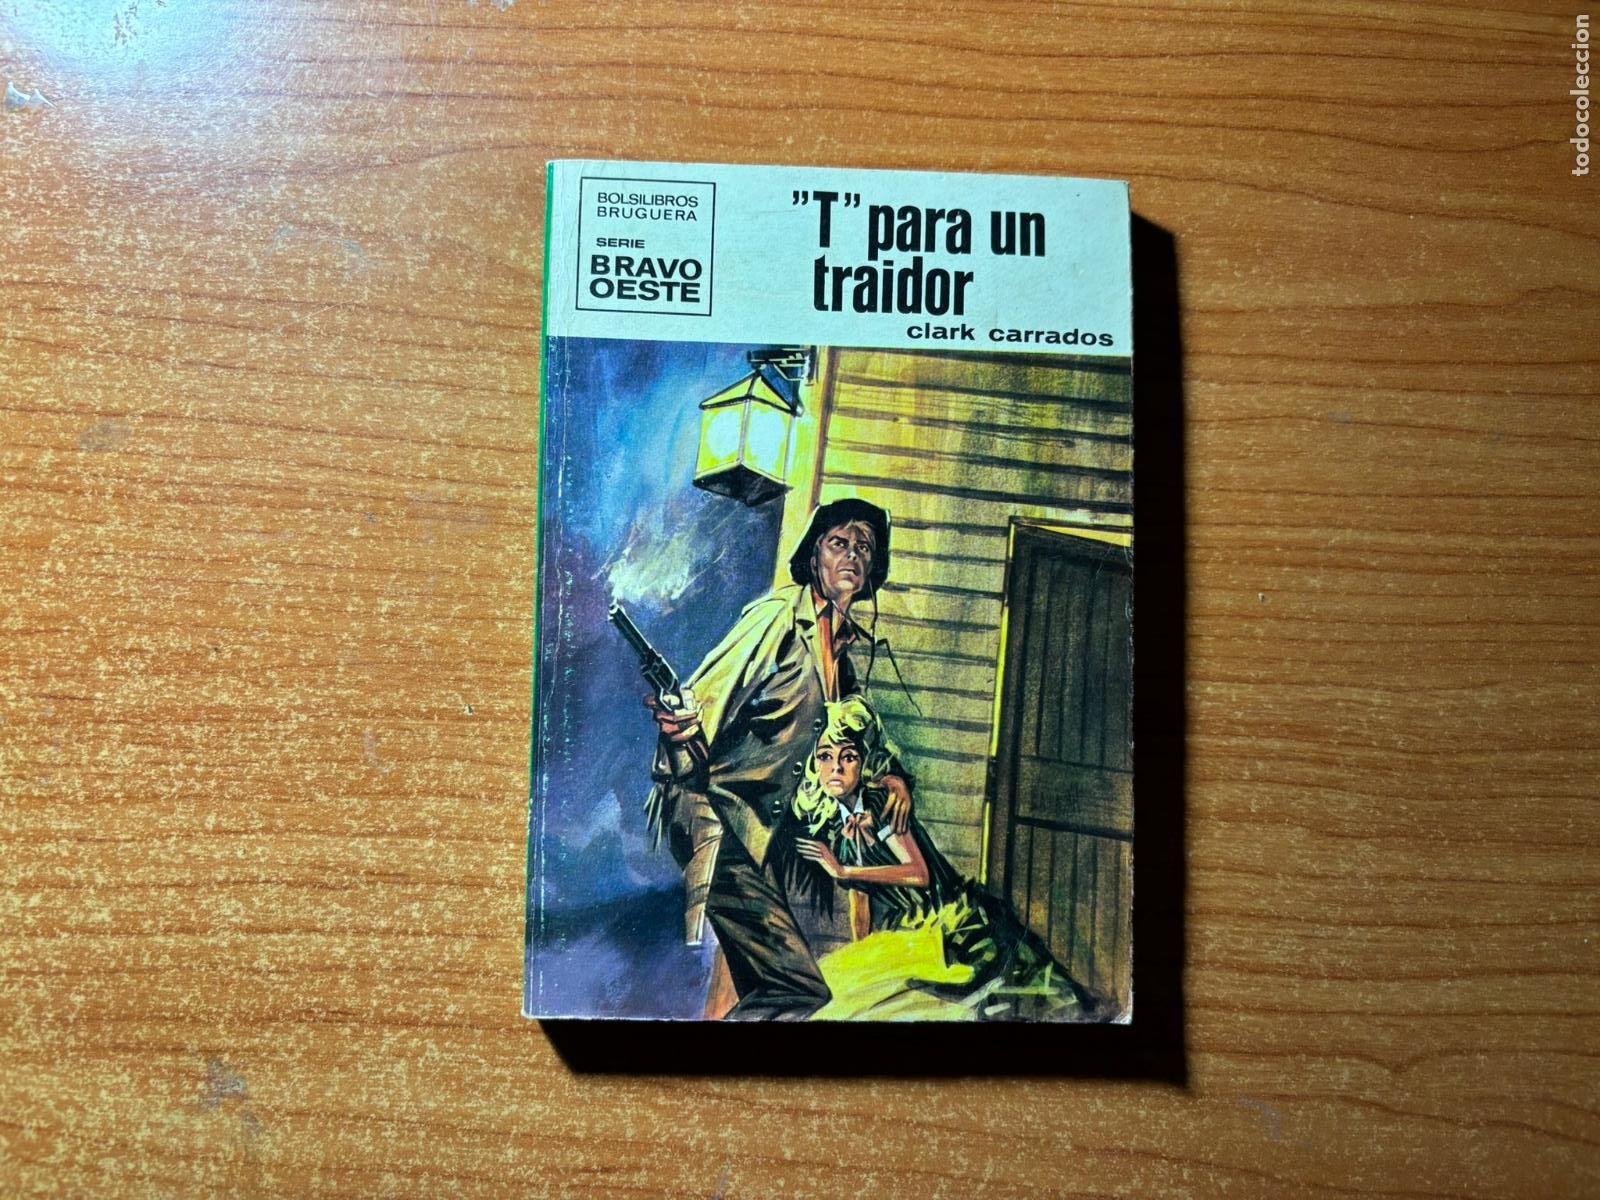 BOLSILIBROS
BRUGUERA
SERIE
BRAVO
OESTE
"T" para un
traidor
clark carrados
todocoleccion